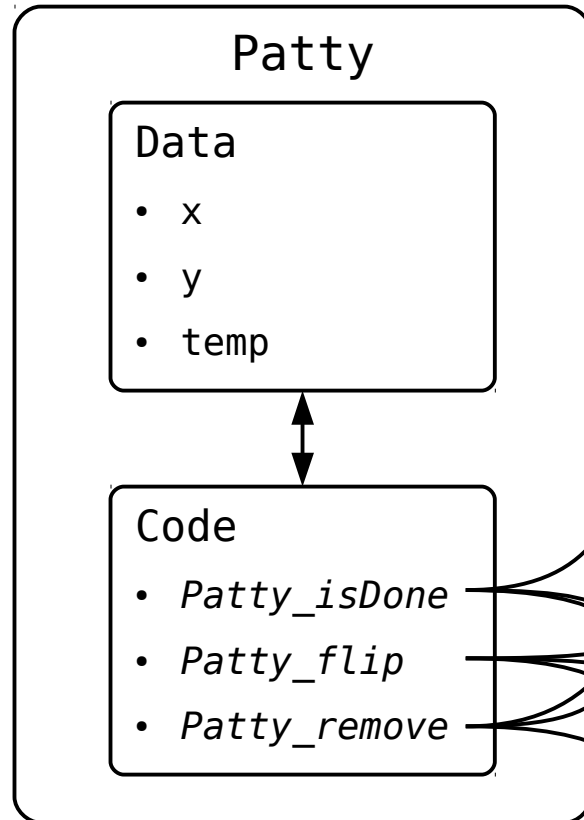 Patty
Data
• x
• y
• temp
Code
• Patty_isDone
• Patty_flip
• Patty_remove